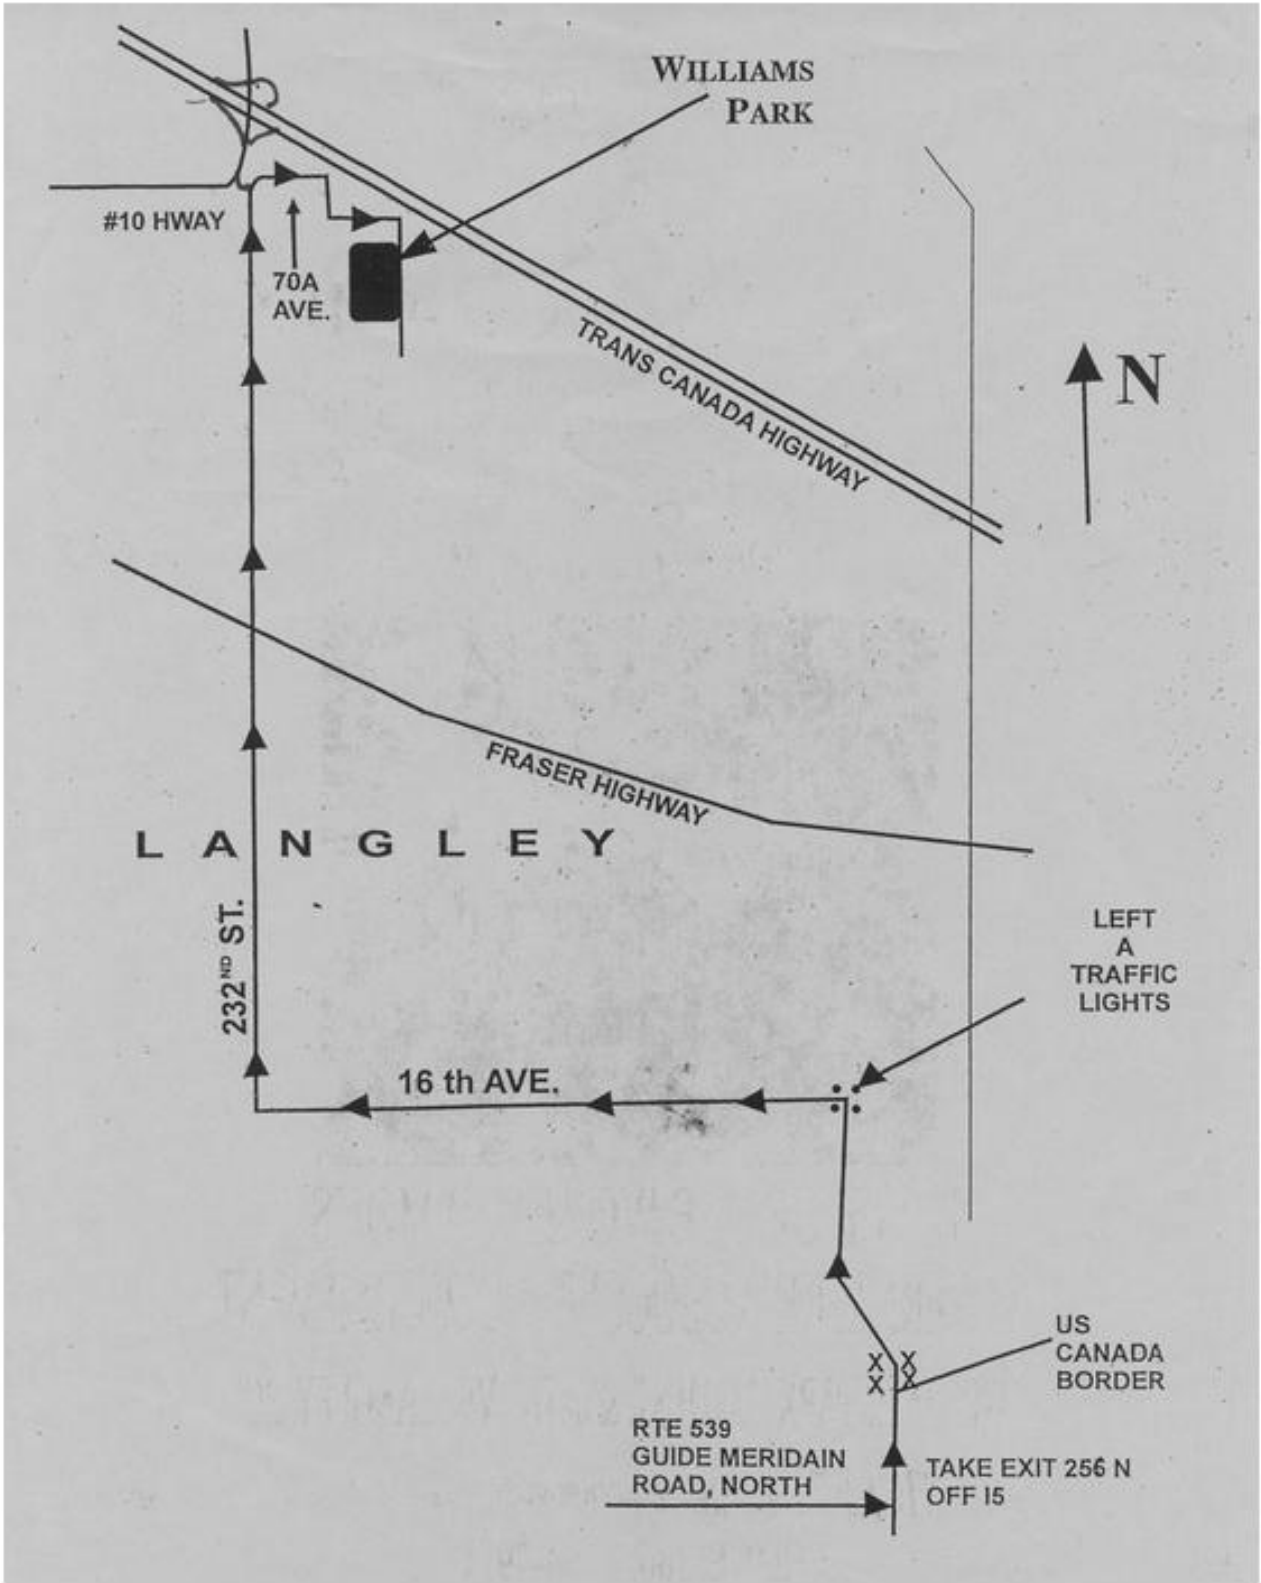 WILLIAMS
PARK
#10 HWAY
70A
AVE.
TRANS CANADA HIGHWAY
N
FRASER HIGHWAY
LANGLEY
232ND ST.
LEFT
A
TRAFFIC
LIGHTS
16 th AVE.
US
CANADA
BORDER
RTE 539
GUIDE MERIDAIN
ROAD, NORTH
TAKE EXIT 256 N
OFF I5